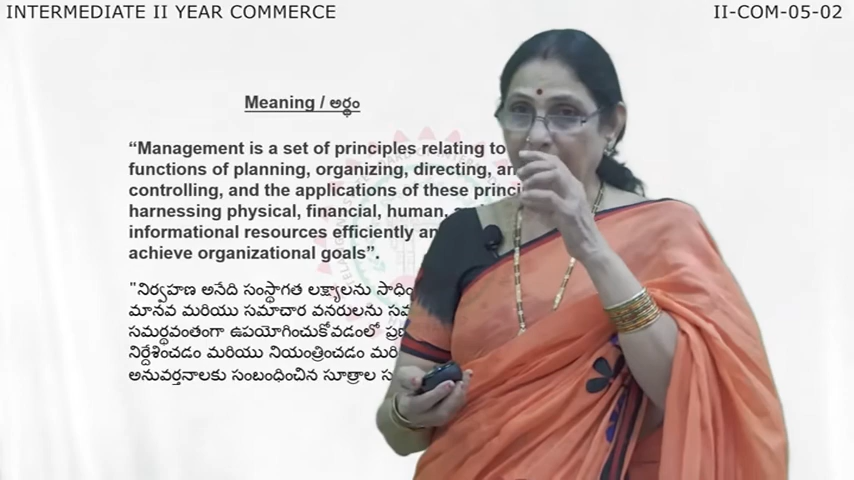 INTERMEDIATE II YEAR COMMERCE
II-COM-05-02
Meaning / అర్థం
“Management is a set of principles relating to
functions of planning, organizing, directing,
controlling, and the applications of these
harnessing physical, financial, human,
informational resources efficiently
achieve organizational goals”.
"నిర్వహణ అనేది సంస్థాగత లక్ష్యాలను
మానవ మరియు సమాచార వనరులను
సమర్థవంతంగా ఉపయోగించుకోవడంలో
నిర్దేశించడం మరియు నియంత్రించడం
అనువర్తనాలకు సంబంధించిన సూత్రాల